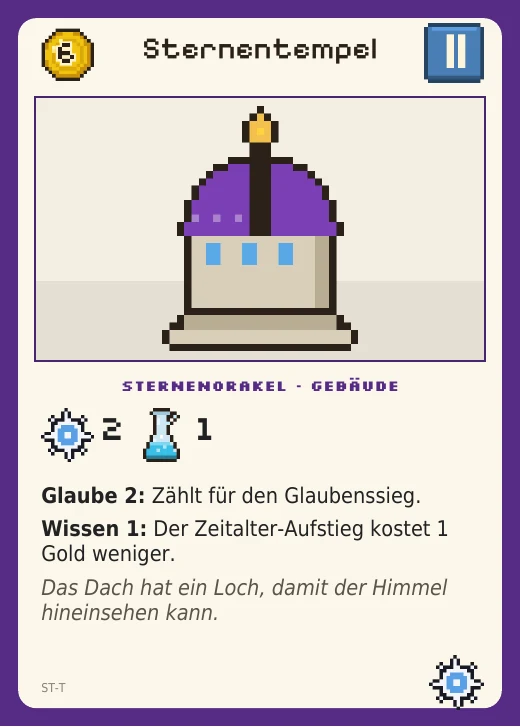 Sternentempel
II
STERNENORAKEL · GEBÄUDE
2 1
Glaube 2: Zählt für den Glaubenssieg.
Wissen 1: Der Zeitalter-Aufstieg kostet 1
Gold weniger.
Das Dach hat ein Loch, damit der Himmel
hineinsehen kann.
ST-T